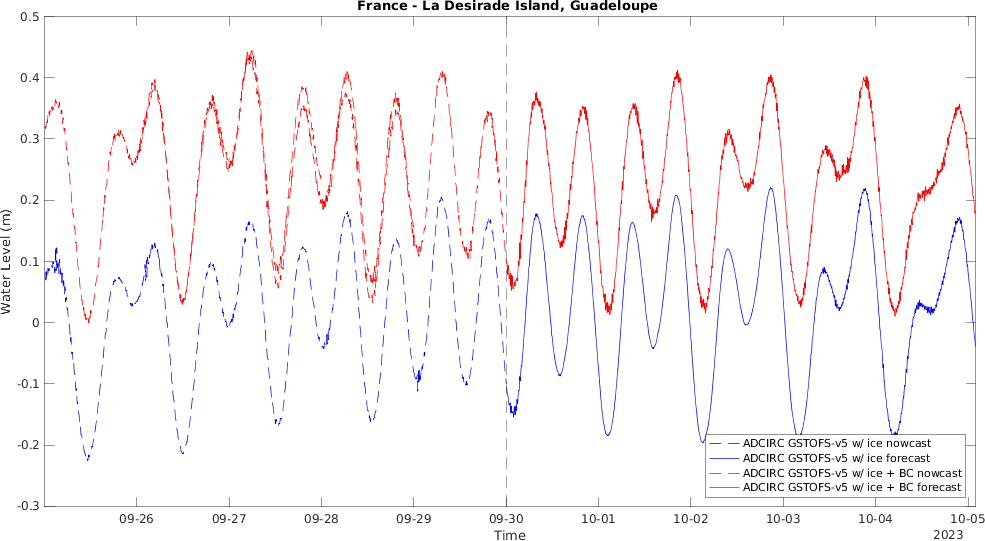 France - La Desirade Island, Guadeloupe
0.5
0.4
0.3
0.2
0.1
0
-0.1
-0.2
-0.3
Water Level (m)
ADCIRC GSTOFS-v5 w/ ice nowcast
ADCIRC GSTOFS-v5 w/ ice forecast
ADCIRC GSTOFS-v5 w/ ice + BC nowcast
ADCIRC GSTOFS-v5 w/ ice + BC forecast
09-26 09-27 09-28 09-29 09-30 10-01 10-02 10-03 10-04 10-05
Time
2023